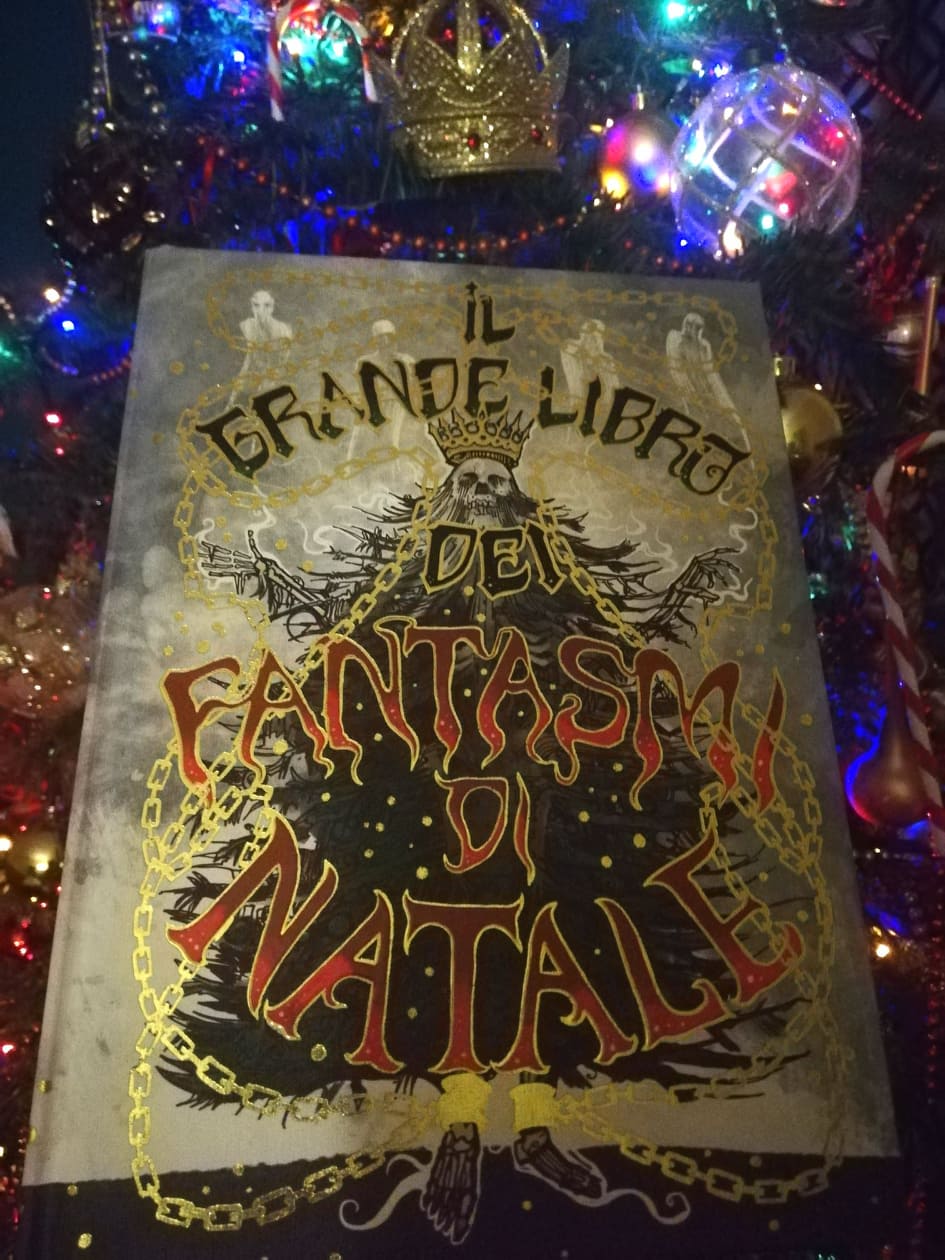 IL
GRANDE LIBRO
DEI
FANTASMI
DI
NATALE